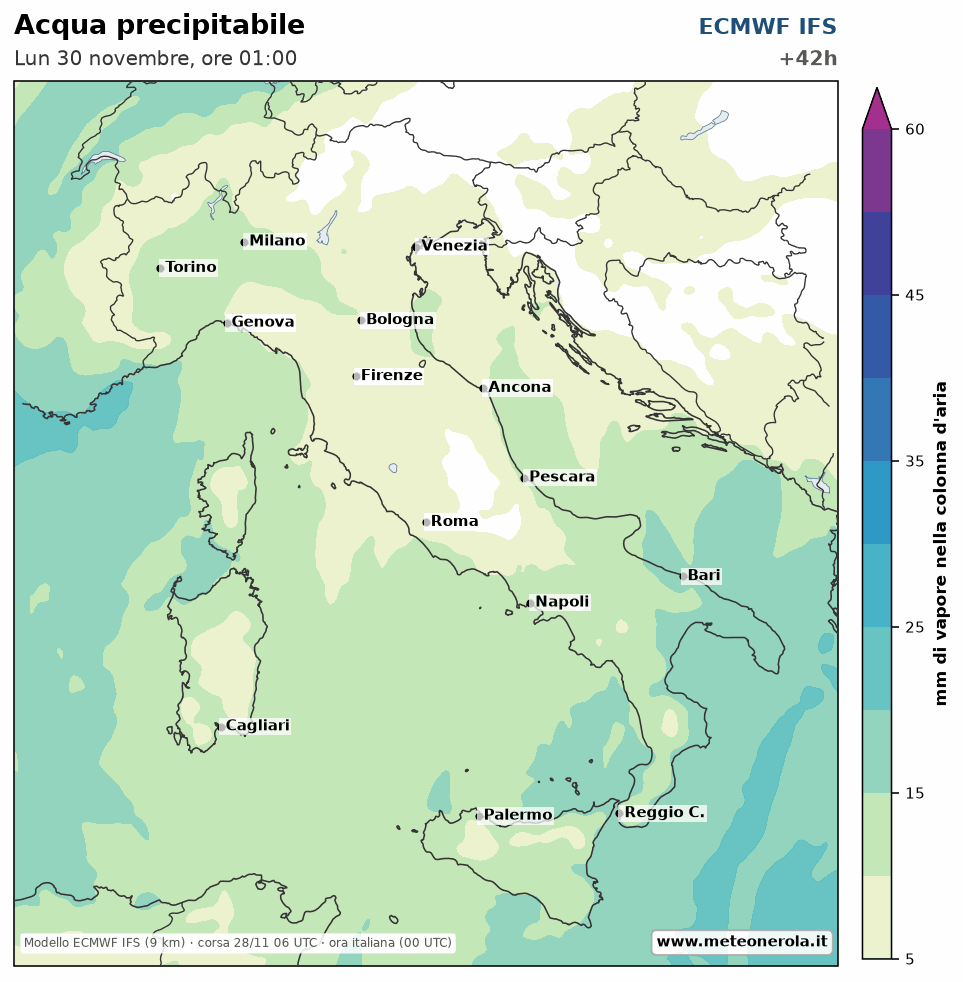 Acqua precipitabile
ECMWF IFS
Lun 30 novembre, ore 01:00
+42h
Milano
Venezia
Torino
Genova
Bologna
Firenze
Ancona
Pescara
Roma
Bari
Napoli
Cagliari
Palermo
Reggio C.
60
45
35
25
15
5
mm di vapore nella colonna d'aria
Modello ECMWF IFS (9 km) · corsa 28/11 06 UTC · ora italiana (00 UTC)
www.meteonerola.it